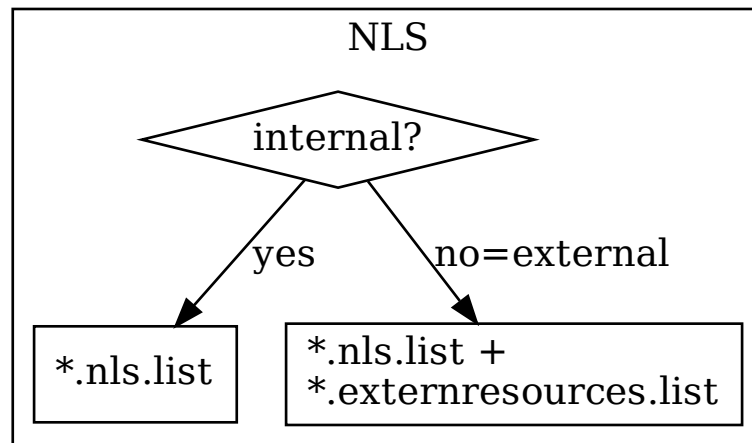 NLS
internal?
yes
no=external
*.nls.list
*.nls.list +
*.externresources.list